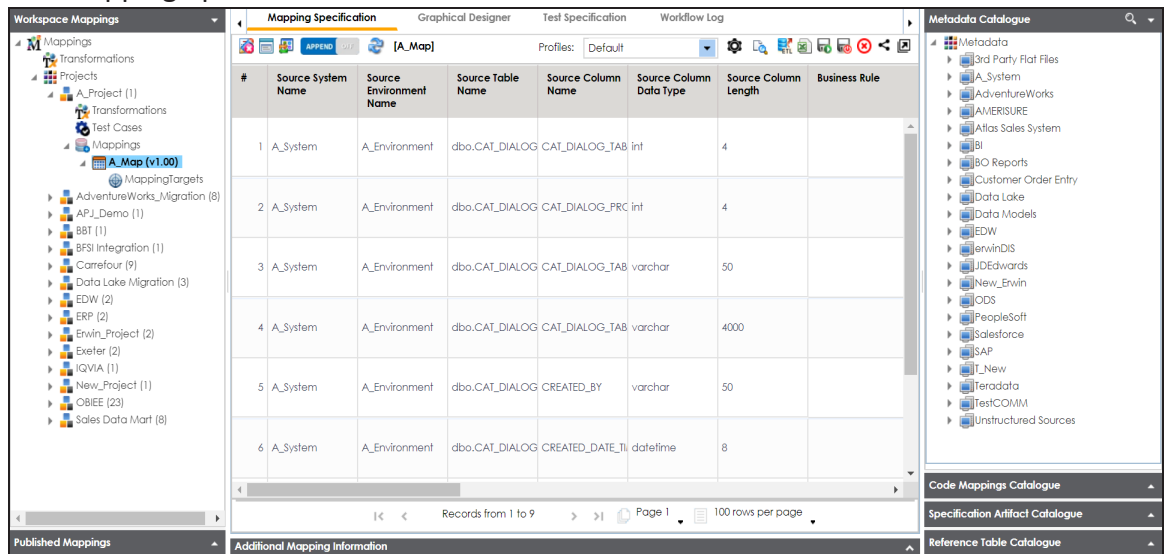 Workspace Mappings
Mappings
Transformations
Projects
A_Project (1)
Transformations
Test Cases
Mappings
A_Map (v1.00)
MappingTargets
AdventureWorks_Migration (8)
APJ_Demo (1)
BBT (1)
BFSI Integration (1)
Carrefour (9)
Data Lake Migration (3)
EDW (2)
ERP (2)
Erwin_Project (2)
Exeter (2)
IQVIA (1)
New_Project (1)
OBIEE (23)
Sales Data Mart (8)
Published Mappings
Mapping Specification Graphical Designer Test Specification Workflow Log
APPEND [A_Map] Profiles: Default
# Source System Name Source Environment Name Source Table Name Source Column Name Source Column Data Type Source Column Length Business Rule
1 A_System A_Environment dbo.CAT_DIALOG CAT_DIALOG_TAB int 4
2 A_System A_Environment dbo.CAT_DIALOG CAT_DIALOG_PRC int 4
3 A_System A_Environment dbo.CAT_DIALOG CAT_DIALOG_TAB varchar 50
4 A_System A_Environment dbo.CAT_DIALOG CAT_DIALOG_TAB varchar 4000
5 A_System A_Environment dbo.CAT_DIALOG CREATED_BY varchar 50
6 A_System A_Environment dbo.CAT_DIALOG CREATED_DATE_TI datetime 8
Records from 1 to 9 Page 1 100 rows per page
Additional Mapping Information
Metadata Catalogue
Metadata
3rd Party Flat Files
A_System
AdventureWorks
AMERISURE
Atlas Sales System
BI
BO Reports
Customer Order Entry
Data Lake
Data Models
EDW
erwinDIS
JDEdwards
New_Erwin
ODS
PeopleSoft
Salesforce
SAP
T_New
Teradata
TestCOMM
Unstructured Sources
Code Mappings Catalogue
Specification Artifact Catalogue
Reference Table Catalogue